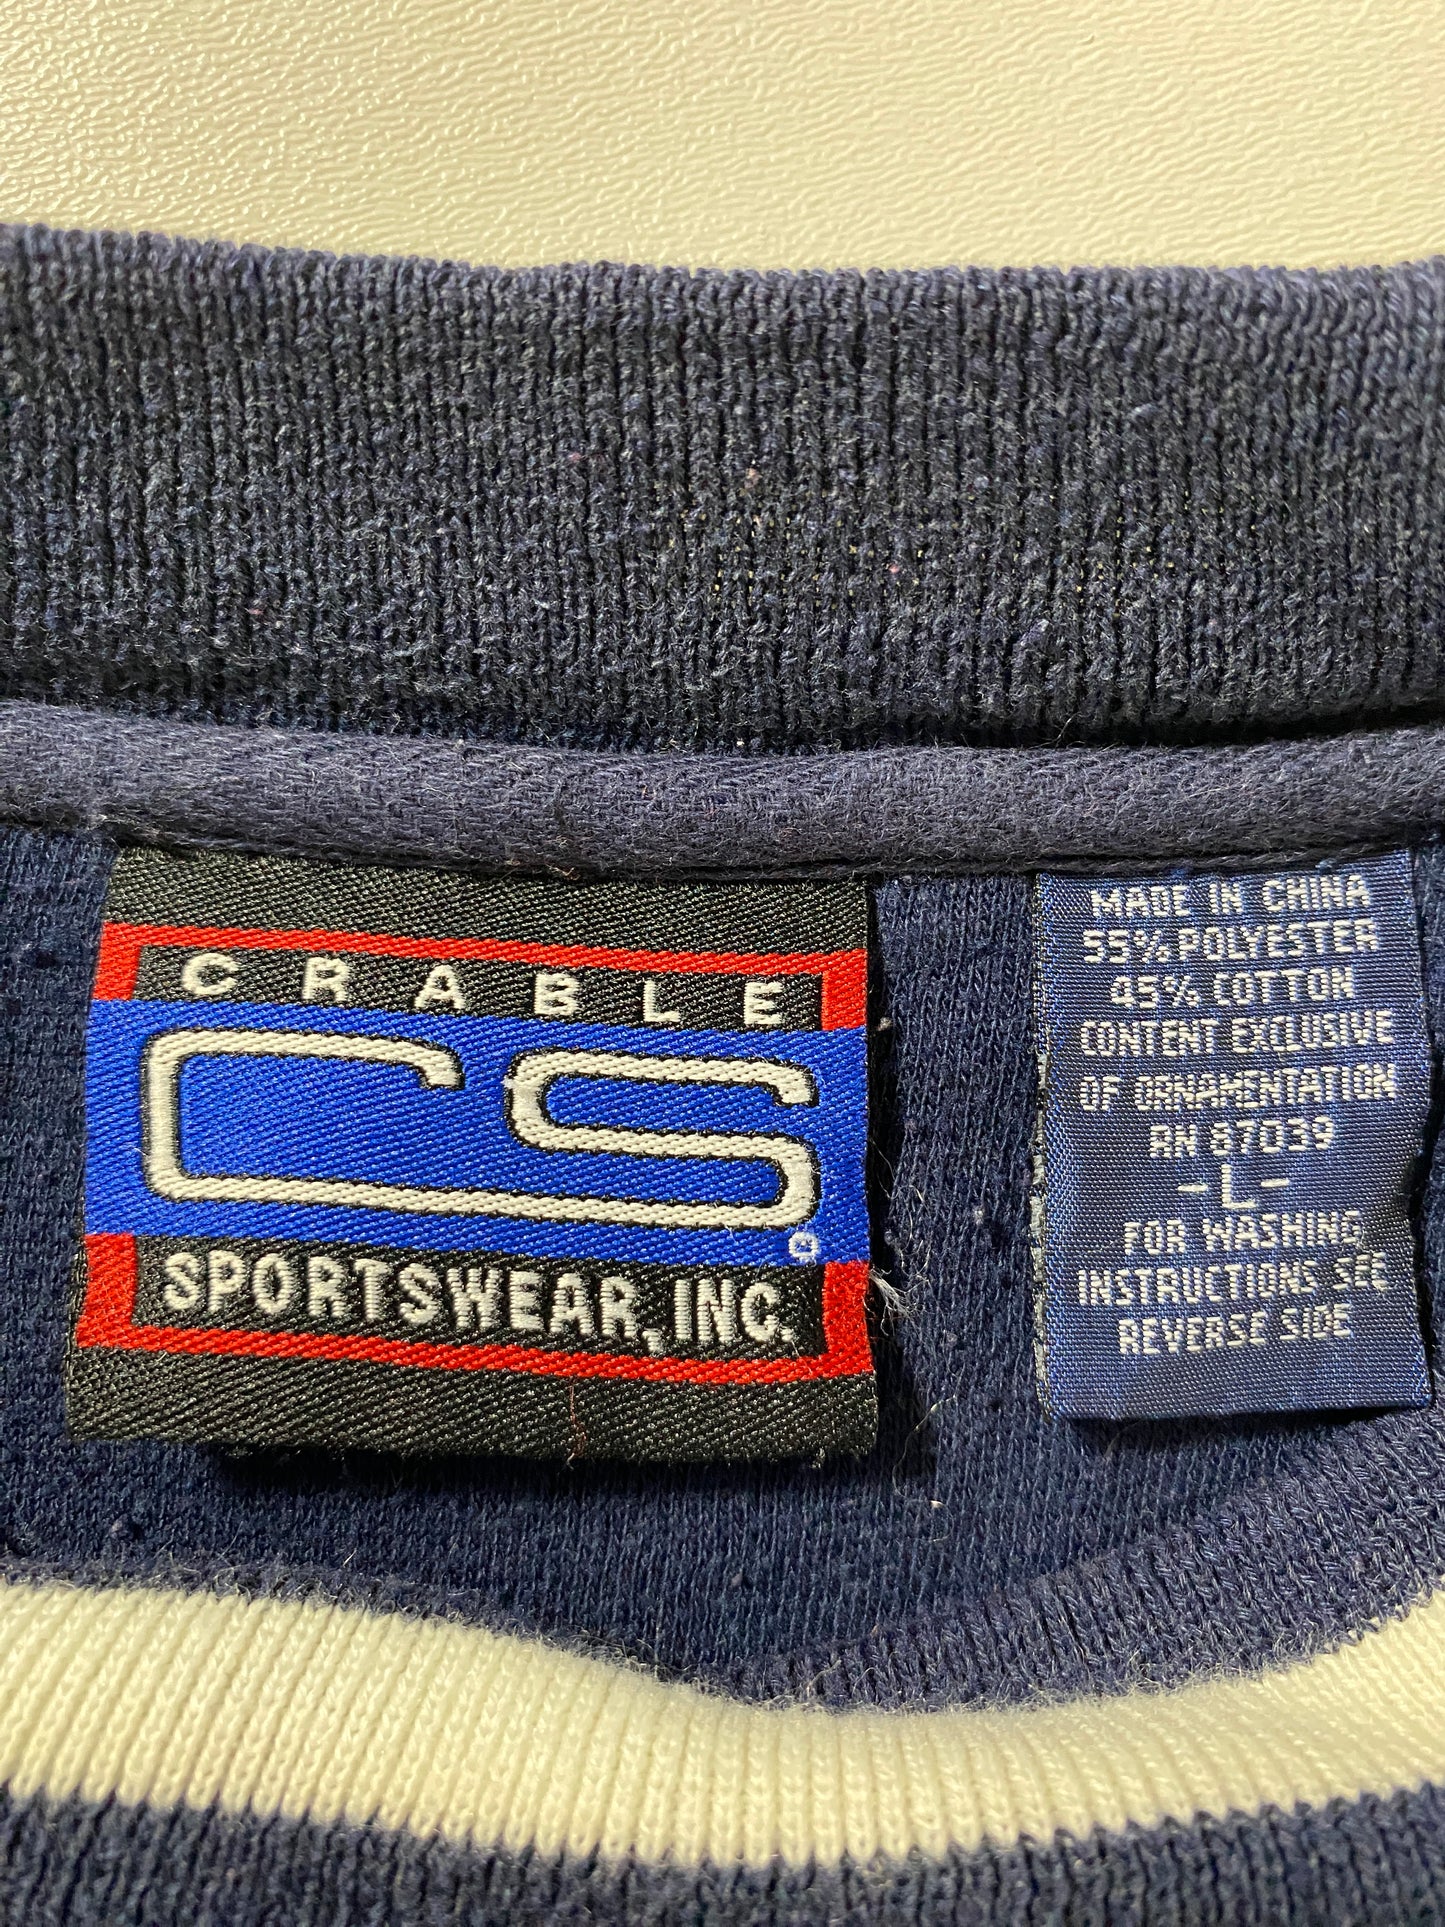 CRABLE
CS
SPORTSWEAR, INC.
MADE IN CHINA
55% POLYESTER
45% COTTON
CONTENT EXCLUSIVE
OF ORNAMENTATION
RN 87039
-L-
FOR WASHING
INSTRUCTIONS SEE
REVERSE SIDE